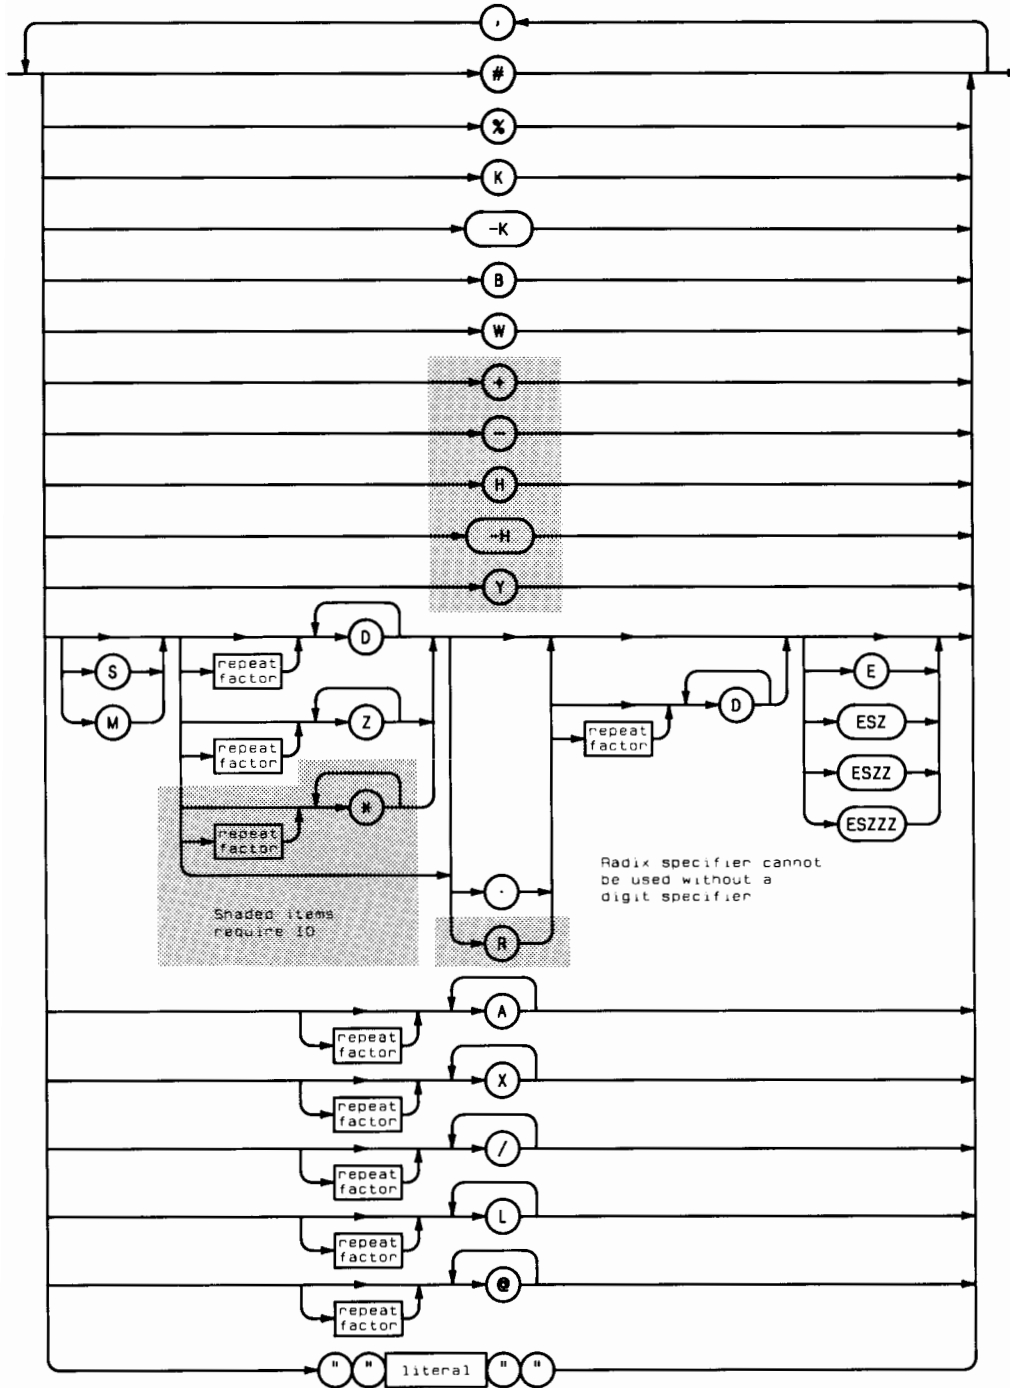 ,
#
%
K
-K
B
W
+
-
H
-H
Y
D
repeat
factor
S
M
Z
repeat
factor
*
repeat
factor
D
repeat
factor
E
ESZ
ESZZ
ESZZZ
Shaded items
require IO
.
R
Radix specifier cannot
be used without a
digit specifier
A
repeat
factor
X
repeat
factor
/
repeat
factor
L
repeat
factor
@
repeat
factor
" " literal " "